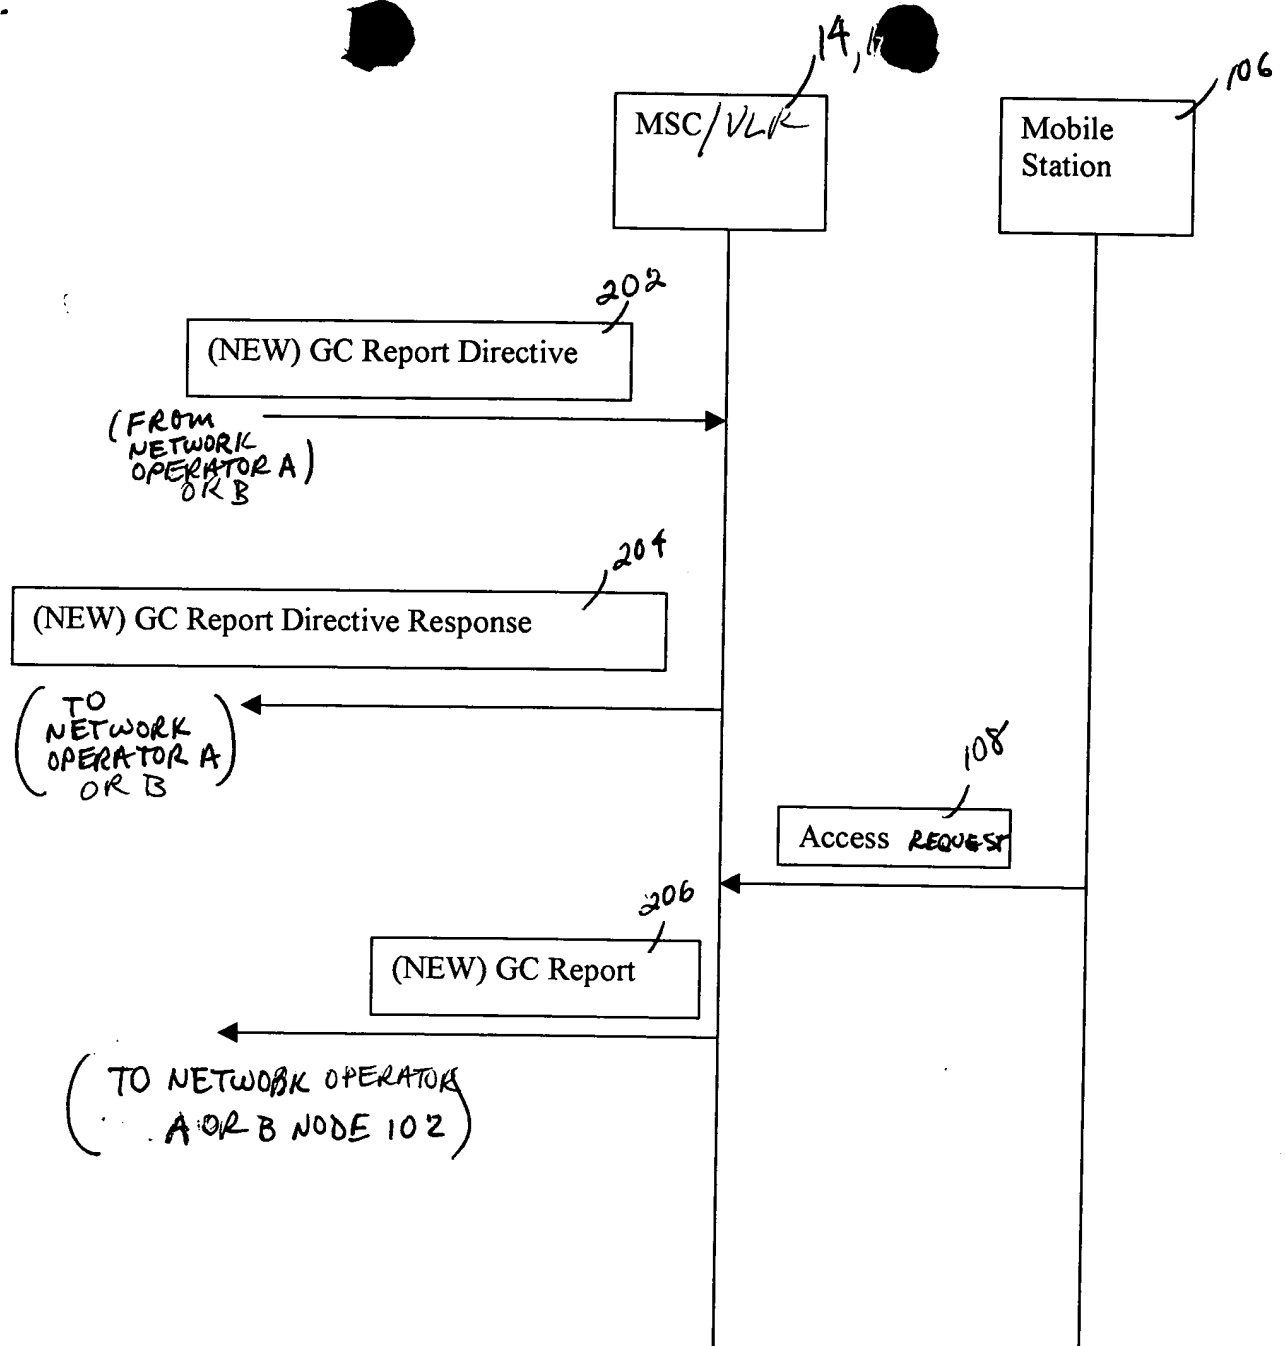 14,
106
MSC/VLR
Mobile
Station
202
(NEW) GC Report Directive
(FROM
NETWORK
OPERATOR A)
OR B
204
(NEW) GC Report Directive Response
(TO
NETWORK
OPERATOR A)
OR B
108
Access REQUEST
206
(NEW) GC Report
(TO NETWORK OPERATOR
A OR B NODE 102)